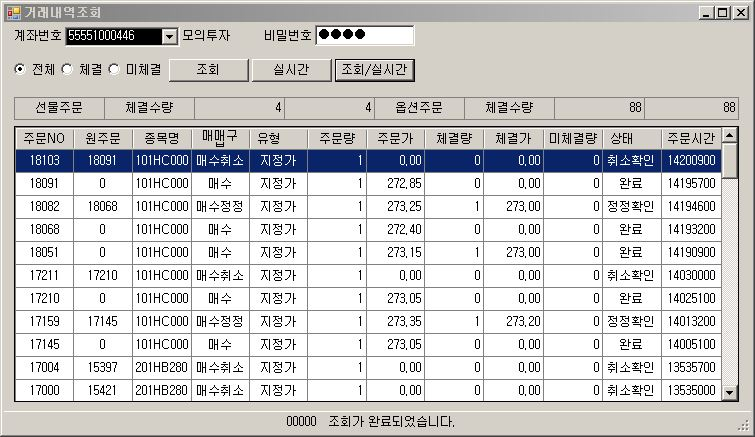 거래내역조회
계좌번호 55551000446 모의투자 비밀번호 ●●●●
전체 체결 미체결 조회 실시간 조회/실시간
선물주문 체결수량 4 4 옵션주문 체결수량 88 88
주문NO 원주문 종목명 매매구분 유형 주문량 주문가 체결량 체결가 미체결량 상태 주문시간
18103 18091 101HC000 매수취소 지정가 1 0,00 0 0,00 0 취소확인 14200900
18091 0 101HC000 매수 지정가 1 272,85 0 0,00 0 완료 14195700
18082 18068 101HC000 매수정정 지정가 1 273,25 1 273,00 0 정정확인 14194600
18068 0 101HC000 매수 지정가 1 272,40 0 0,00 0 완료 14193200
18051 0 101HC000 매수 지정가 1 273,15 1 273,00 0 완료 14190900
17211 17210 101HC000 매수취소 지정가 1 0,00 0 0,00 0 취소확인 14030000
17210 0 101HC000 매수 지정가 1 273,05 0 0,00 0 완료 14025100
17159 17145 101HC000 매수정정 지정가 1 273,35 1 273,20 0 정정확인 14013200
17145 0 101HC000 매수 지정가 1 273,05 0 0,00 0 완료 14005100
17004 15397 201HB280 매수취소 지정가 1 0,00 0 0,00 0 취소확인 13535700
17000 15421 201HB280 매수취소 지정가 1 0,00 0 0,00 0 취소확인 13535000
00000 조회가 완료되었습니다.